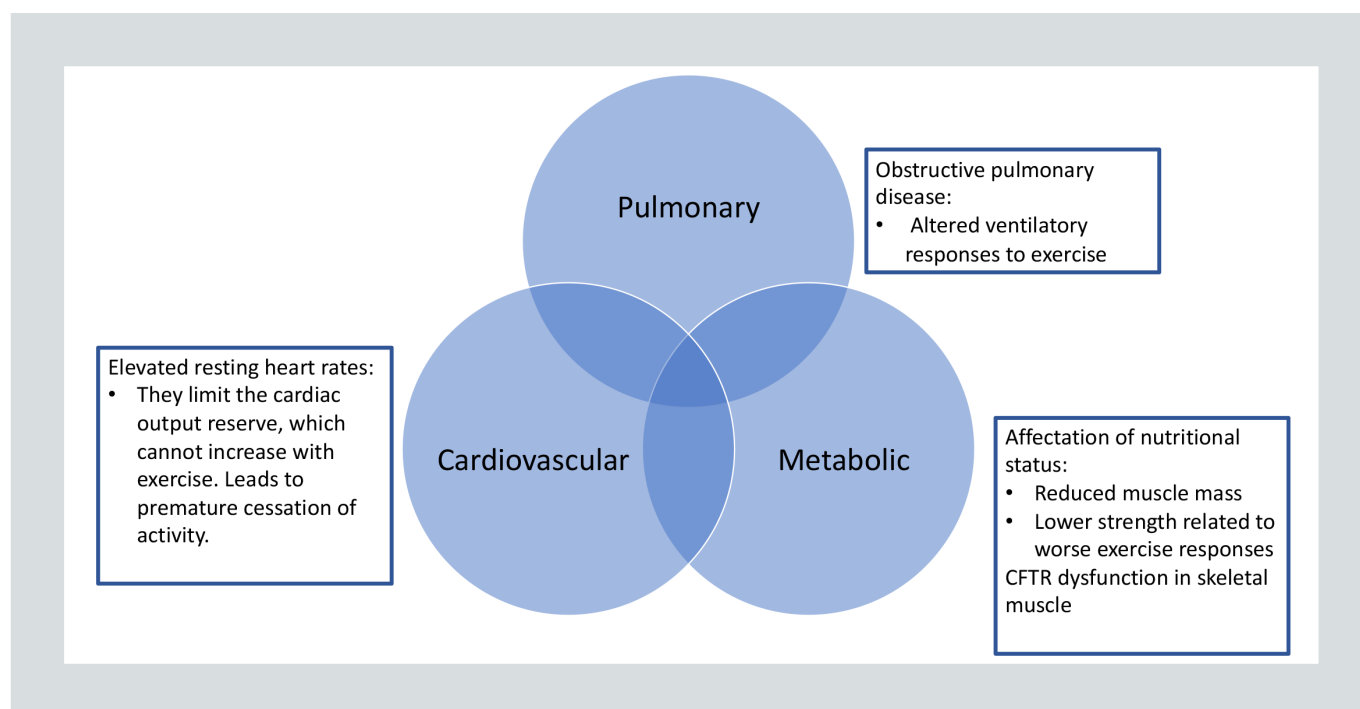 Pulmonary
Obstructive pulmonary
disease:
• Altered ventilatory
responses to exercise
Elevated resting heart rates:
• They limit the cardiac
output reserve, which
cannot increase with
exercise. Leads to
premature cessation of
activity.
Cardiovascular
Metabolic
Affectation of nutritional
status:
• Reduced muscle mass
• Lower strength related to
worse exercise responses
CFTR dysfunction in skeletal
muscle